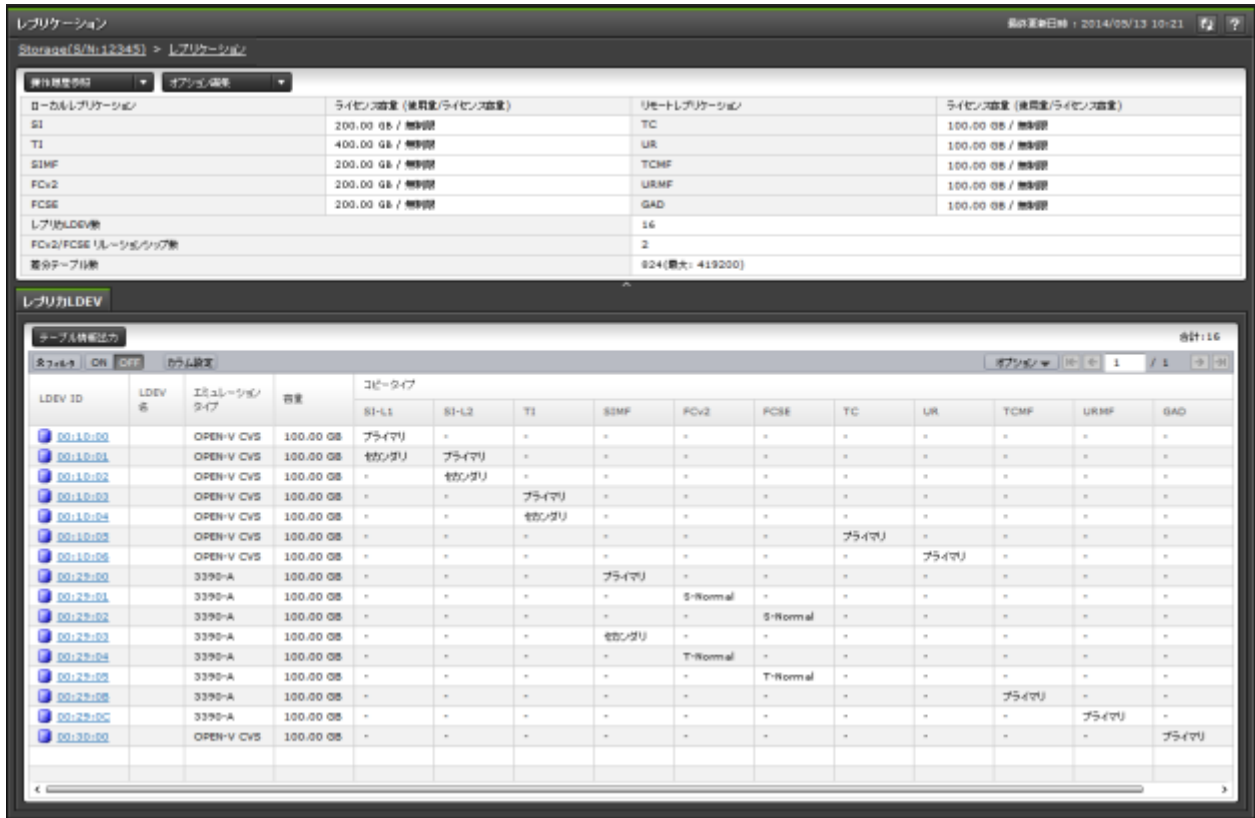 レプリケーション 最終更新日時 : 2014/05/13 10:21 ?
Storage(S/N:12345) > レプリケーション
操作履歴参照 オプション編集
ローカルレプリケーション ライセンス容量 (使用量/ライセンス容量) リモートレプリケーション ライセンス容量 (使用量/ライセンス容量)
SI 200.00 GB / 無制限 TC 100.00 GB / 無制限
TI 400.00 GB / 無制限 UR 100.00 GB / 無制限
SIMF 200.00 GB / 無制限 TCMF 100.00 GB / 無制限
FCv2 200.00 GB / 無制限 URMF 100.00 GB / 無制限
FCSE 200.00 GB / 無制限 GAD 100.00 GB / 無制限
レプリカLDEV数 16
FCv2/FCSE リレーションシップ数 2
差分テーブル数 824(最大: 419200)
レプリカLDEV
テーブル情報出力 合計:16
フィルタ ON OFF カラム設定 オプション 1 / 1
LDEV ID LDEV名 エミュレーションタイプ 容量 コピータイプ
SI-L1 SI-L2 TI SIMF FCv2 FCSE TC UR TCMF URMF GAD
00:10:00 OPEN-V CVS 100.00 GB プライマリ - - - - - - - - - -
00:10:01 OPEN-V CVS 100.00 GB セカンダリ プライマリ - - - - - - - - -
00:10:02 OPEN-V CVS 100.00 GB - セカンダリ - - - - - - - - -
00:10:03 OPEN-V CVS 100.00 GB - - プライマリ - - - - - - - -
00:10:04 OPEN-V CVS 100.00 GB - - セカンダリ - - - - - - - -
00:10:05 OPEN-V CVS 100.00 GB - - - - - - プライマリ - - - -
00:10:06 OPEN-V CVS 100.00 GB - - - - - - - プライマリ - - -
00:29:00 3390-A 100.00 GB - - - プライマリ - - - - - - -
00:29:01 3390-A 100.00 GB - - - - S-Normal - - - - - -
00:29:02 3390-A 100.00 GB - - - - - S-Normal - - - - -
00:29:03 3390-A 100.00 GB - - - セカンダリ - - - - - - -
00:29:04 3390-A 100.00 GB - - - - T-Normal - - - - - -
00:29:05 3390-A 100.00 GB - - - - - T-Normal - - - - -
00:29:0B 3390-A 100.00 GB - - - - - - - - プライマリ - -
00:29:0C 3390-A 100.00 GB - - - - - - - - - プライマリ -
00:30:00 OPEN-V CVS 100.00 GB - - - - - - - - - - プライマリ